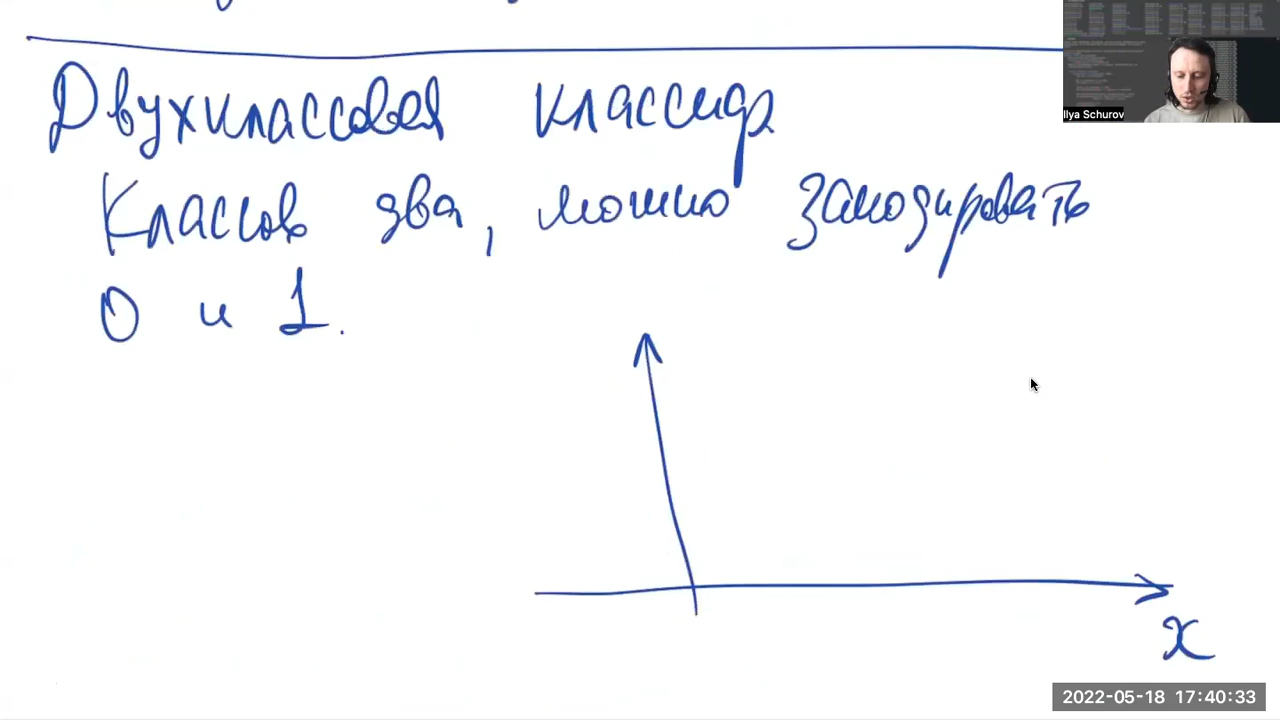 Двухклассовая классиф
Классов два, можно закодировать
0 и 1.
x
Ilya Schurov
2022-05-18 17:40:33